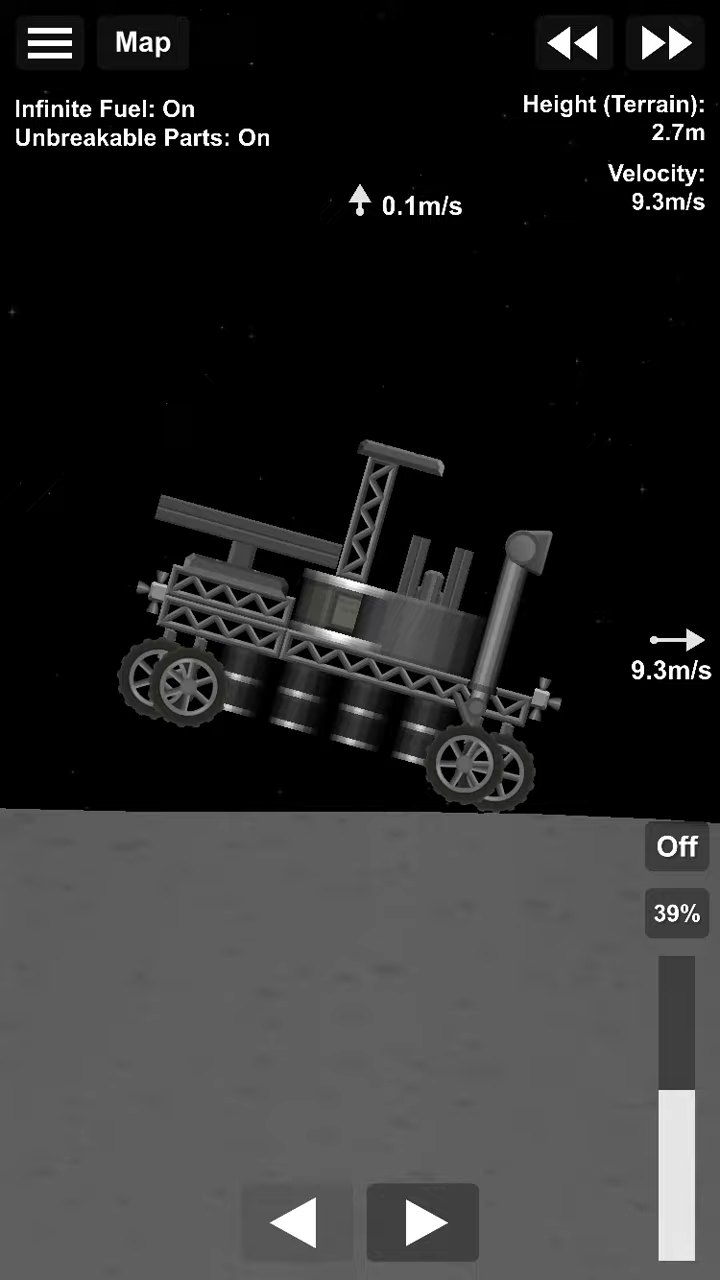 Map
Infinite Fuel: On
Unbreakable Parts: On
Height (Terrain):
2.7m
Velocity:
9.3m/s
0.1m/s
9.3m/s
Off
39%